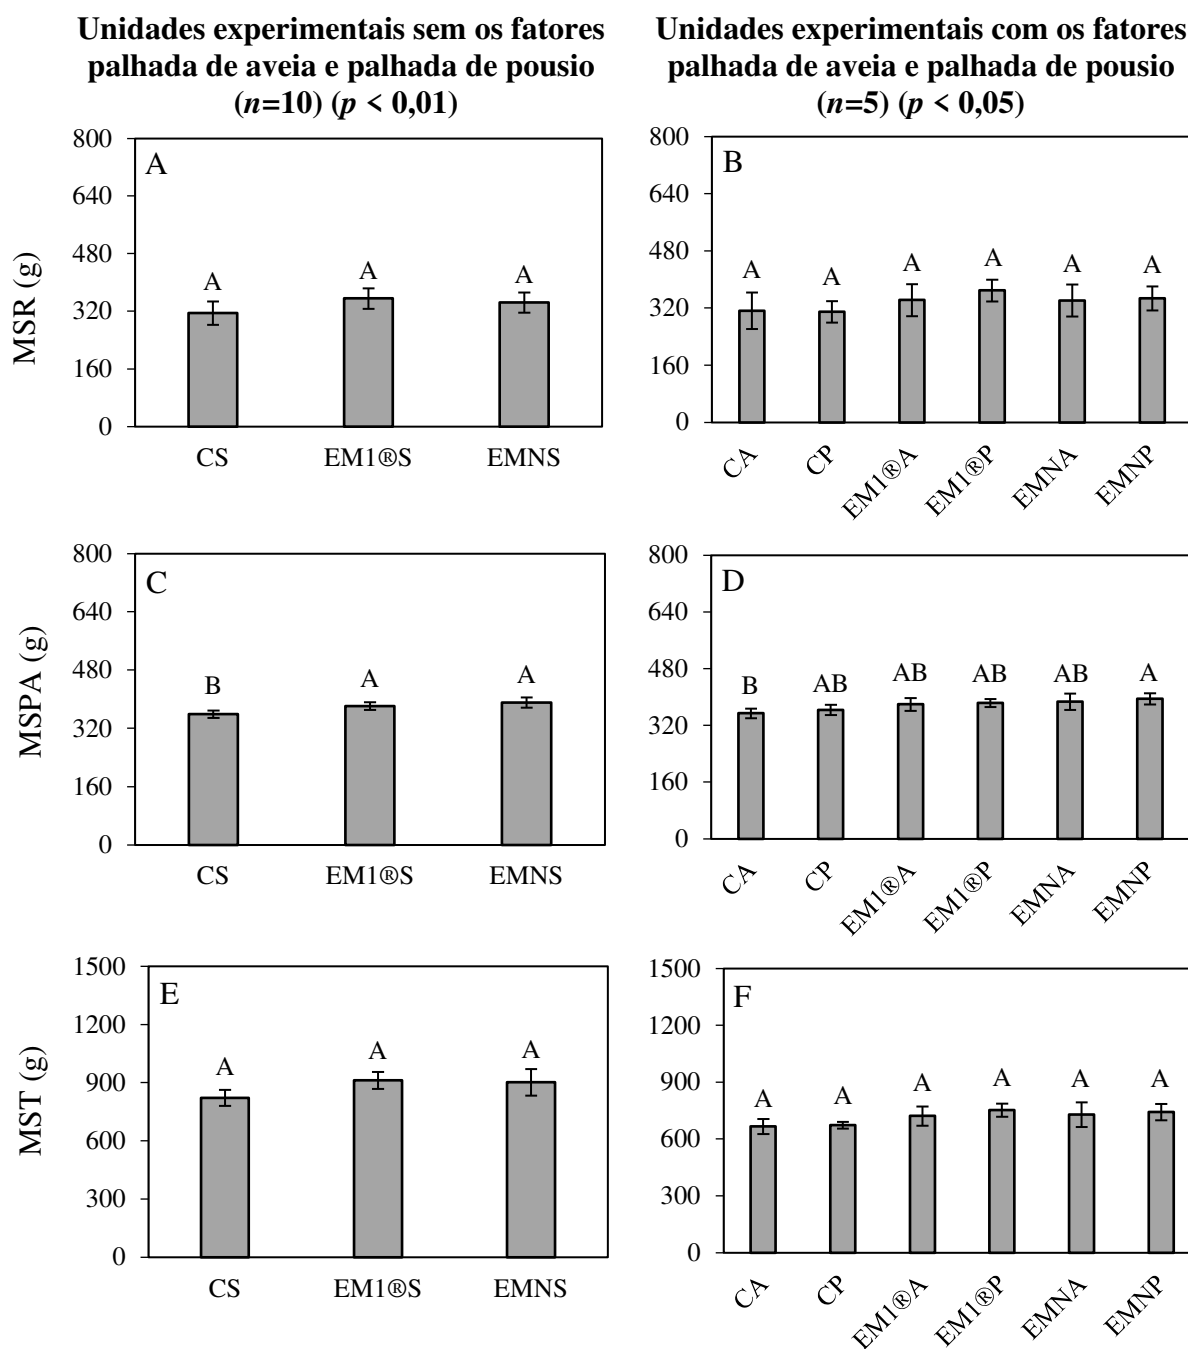 Unidades experimentais sem os fatores
palhada de aveia e palhada de pousio
(n=10) (p < 0,01)
Unidades experimentais com os fatores
palhada de aveia e palhada de pousio
(n=5) (p < 0,05)
MSR (g)
800
640
480
320
160
0
A
A
A
A
CS
EM1®S
EMNS
800
640
480
320
160
0
B
A
A
A
A
A
A
CA
CP
EM1®A
EM1®P
EMNA
EMNP
MSPA (g)
800
640
480
320
160
0
C
B
A
A
CS
EM1®S
EMNS
800
640
480
320
160
0
D
B
AB
AB
AB
AB
A
CA
CP
EM1®A
EM1®P
EMNA
EMNP
MST (g)
1500
1200
900
600
300
0
E
A
A
A
CS
EM1®S
EMNS
1500
1200
900
600
300
0
F
A
A
A
A
A
A
CA
CP
EM1®A
EM1®P
EMNA
EMNP